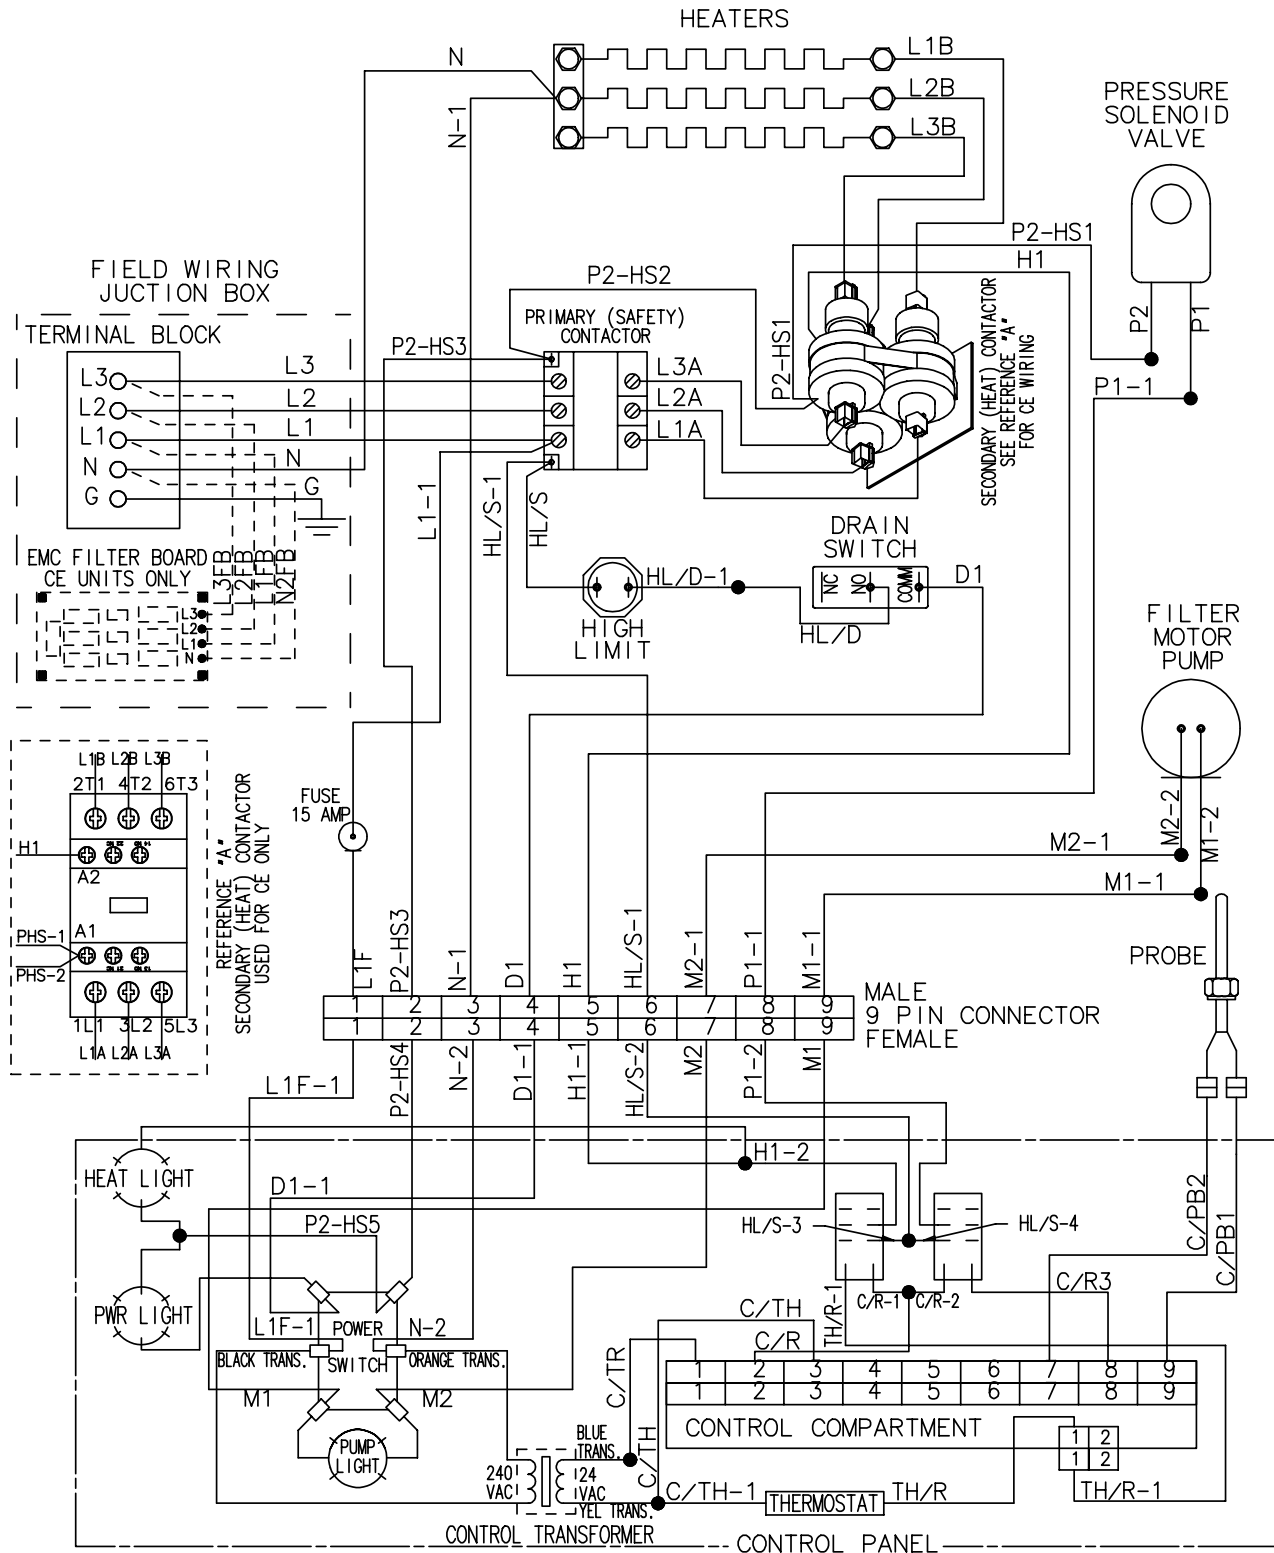 HEATERS
N
L1B
L2B
L3B
N-1
PRESSURE
SOLENOID
VALVE
P2-HS1
H1
P2
P1
P1-1
FIELD WIRING
JUCTION BOX
TERMINAL BLOCK
L3
L2
L1
N
G
L3
L2
L1
N
G
P2-HS2
PRIMARY (SAFETY)
CONTACTOR
P2-HS3
L3A
L2A
L1A
P2-HS1
SECONDARY (HEAT) CONTACTOR
SEE REFERENCE "A"
FOR CE WIRING
L1-1
HL/S-1
HL/S
EMC FILTER BOARD
CE UNITS ONLY
L3FB
L2FB
L1FB
N2FB
L3
L2
L1
N
HIGH
LIMIT
HL/D-1
DRAIN
SWITCH
NC
NO
COMM
D1
HL/D
FILTER
MOTOR
PUMP
M2-2
M1-2
M2-1
M1-1
L1B L2B L3B
2T1 4T2 6T3
H1
A2
A1
PHS-1
PHS-2
1L1 3L2 5L3
L1A L2A L3A
REFERENCE "A"
SECONDARY (HEAT) CONTACTOR
USED FOR CE ONLY
FUSE
15 AMP
L1F
P2-HS3
N-1
D1
H1
HL/S-1
M2-1
P1-1
M1-1
PROBE
1 2 3 4 5 6 7 8 9
1 2 3 4 5 6 7 8 9
MALE
9 PIN CONNECTOR
FEMALE
L1F-1
P2-HS4
N-2
D1-1
H1-1
HL/S-2
M2
P1-2
M1
HEAT LIGHT
D1-1
P2-HS5
H1-2
HL/S-3
HL/S-4
C/PB2
C/PB1
PWR LIGHT
L1F-1
POWER
SWITCH
N-2
BLACK TRANS.
ORANGE TRANS.
M1
M2
PUMP
LIGHT
TH/R-1
C/R-1
C/R-2
C/R3
C/TH
C/R
C/TR
C/TH
1 2 3 4 5 6 7 8 9
1 2 3 4 5 6 7 8 9
CONTROL COMPARTMENT
1 2
1 2
BLUE
TRANS.
240
VAC
24
VAC
YEL TRANS.
C/TH-1
THERMOSTAT
TH/R
TH/R-1
CONTROL TRANSFORMER
CONTROL PANEL